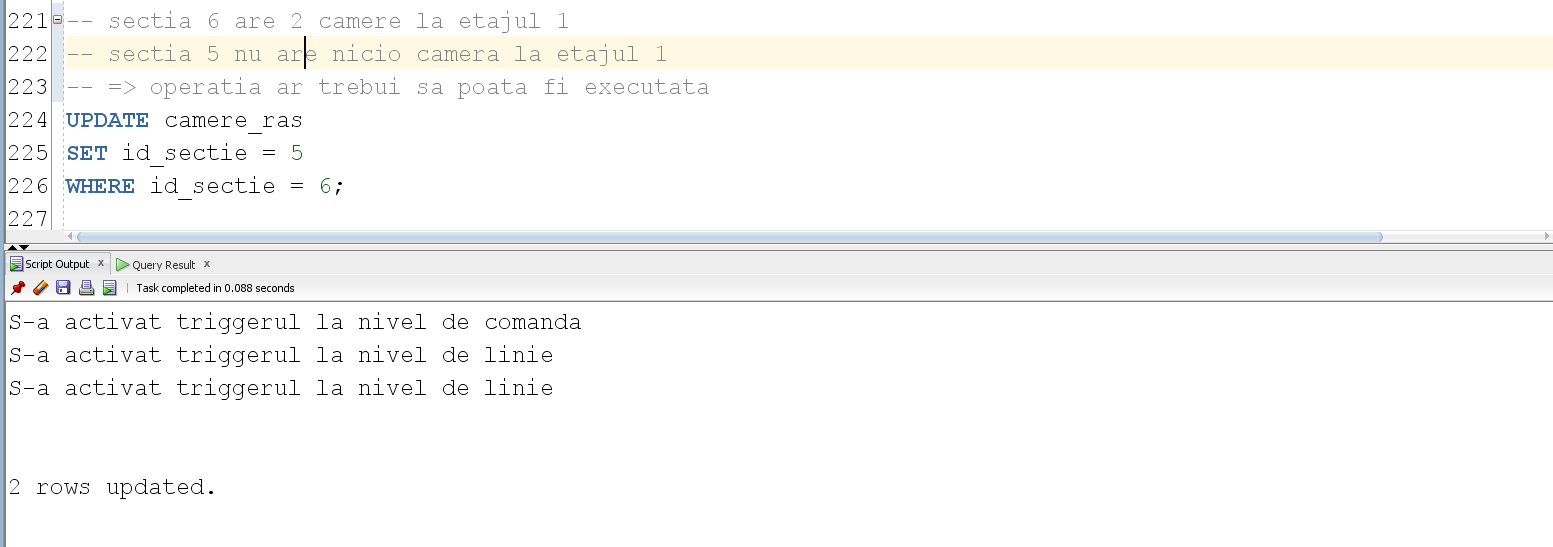 221 -- sectia 6 are 2 camere la etajul 1
222 -- sectia 5 nu are nicio camera la etajul 1
223 -- => operatia ar trebui sa poata fi executata
224 UPDATE camere_ras
225 SET id_sectie = 5
226 WHERE id_sectie = 6;
227
Script Output x Query Result x
Task completed in 0.088 seconds
S-a activat triggerul la nivel de comanda
S-a activat triggerul la nivel de linie
S-a activat triggerul la nivel de linie
2 rows updated.